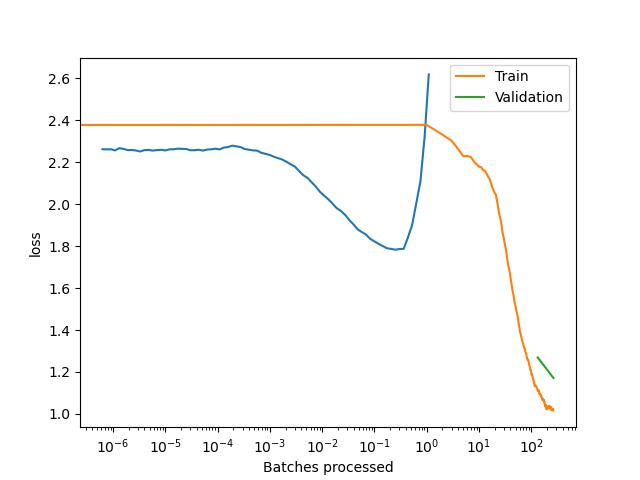 2.6
2.4
2.2
2.0
1.8
1.6
1.4
1.2
1.0
loss
Train
Validation
10⁻⁶ 10⁻⁵ 10⁻⁴ 10⁻³ 10⁻² 10⁻¹ 10⁰ 10¹ 10²
Batches processed